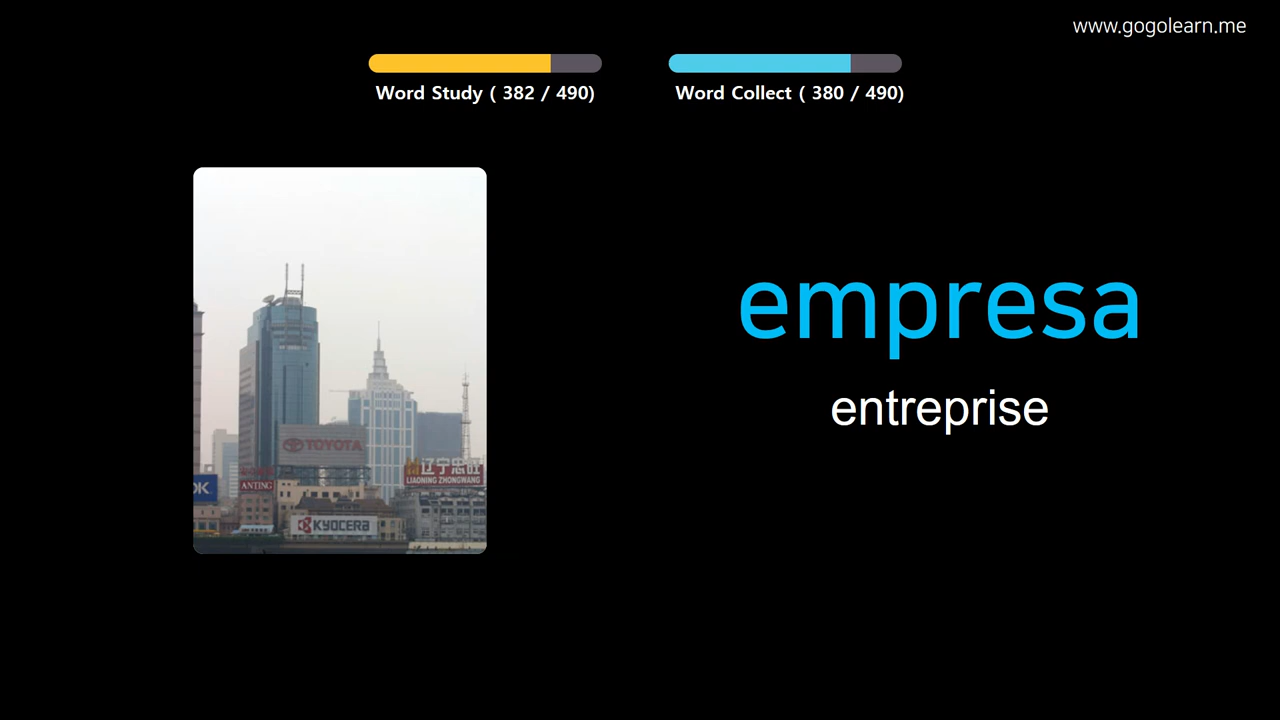 www.gogolearn.me
Word Study ( 382 / 490)
Word Collect ( 380 / 490)
empresa
entreprise
TOYOTA
辽宁忠旺
LIAONING ZHONGWANG
OK.
ANTING
KYOCERA